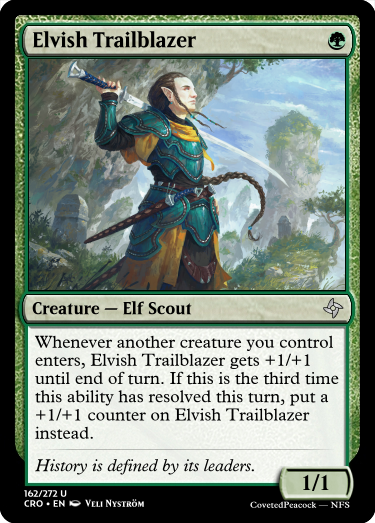 Elvish Trailblazer
Creature — Elf Scout
Whenever another creature you control
enters, Elvish Trailblazer gets +1/+1
until end of turn. If this is the third time
this ability has resolved this turn, put a
+1/+1 counter on Elvish Trailblazer
instead.
History is defined by its leaders.
1/1
162/272 U
CRO • EN Veli Nyström
CovetedPeacock — NFS